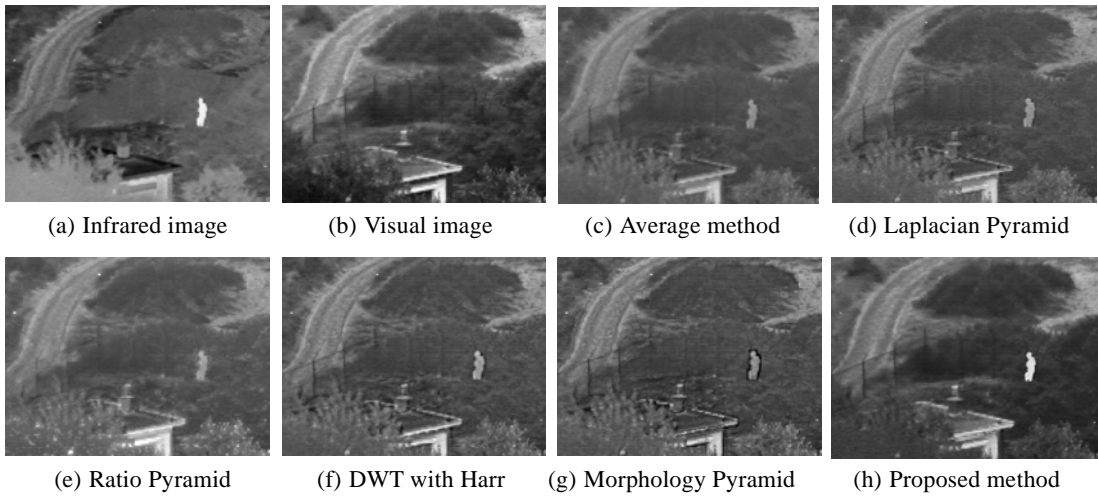 (a) Infrared image
(b) Visual image
(c) Average method
(d) Laplacian Pyramid
(e) Ratio Pyramid
(f) DWT with Harr
(g) Morphology Pyramid
(h) Proposed method